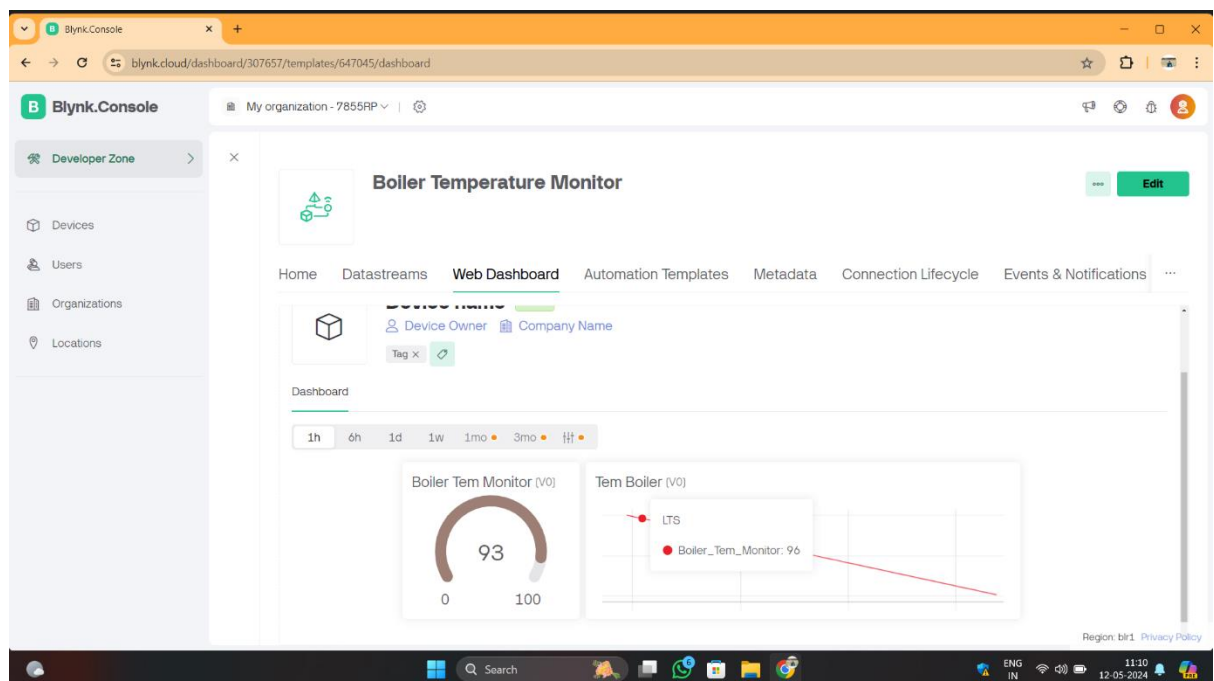 Blynk.Console
blynk.cloud/dashboard/307657/templates/647045/dashboard
B Blynk.Console
My organization - 7855RP
Developer Zone
Devices
Users
Organizations
Locations
Boiler Temperature Monitor
Edit
Home Datastreams Web Dashboard Automation Templates Metadata Connection Lifecycle Events & Notifications
Device name
Device Owner Company Name
Tag ×
Dashboard
1h 6h 1d 1w 1mo 3mo
Boiler Tem Monitor (V0)
93
0 100
Tem Boiler (V0)
LTS
Boiler_Tem_Monitor: 96
Region: blr1 Privacy Policy
Search
6
ENG
IN
11:10
12-05-2024